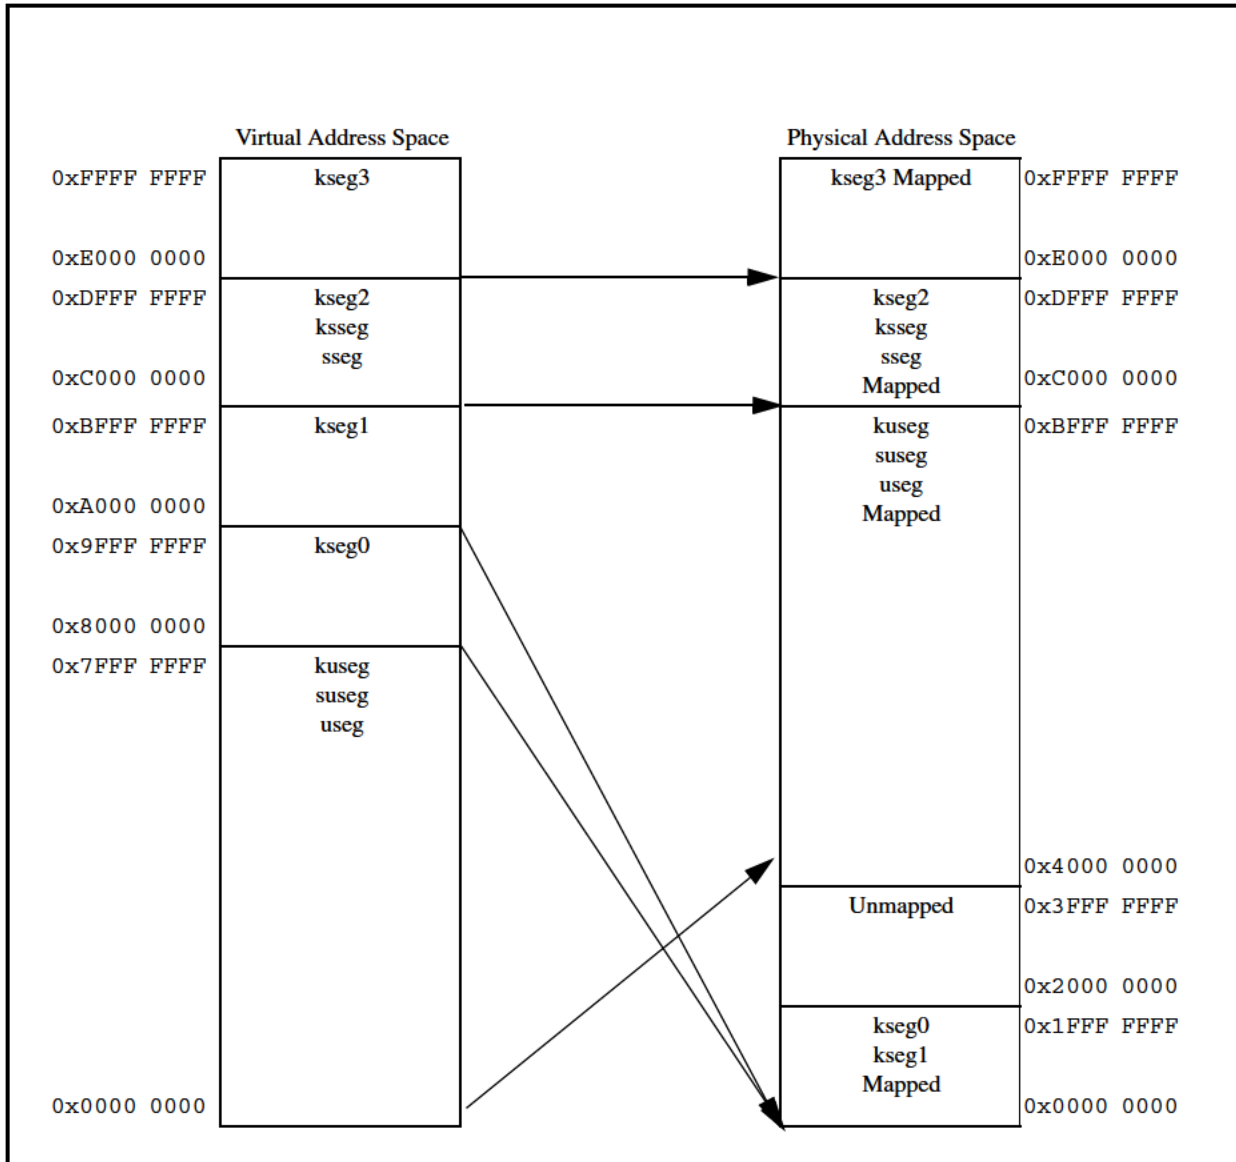 Virtual Address Space
Physical Address Space
0xFFFF FFFF
kseg3
kseg3 Mapped
0xFFFF FFFF
0xE000 0000
0xE000 0000
0xDFFF FFFF
kseg2
kseg2
0xDFFF FFFF
ksseg
ksseg
sseg
sseg
0xC000 0000
Mapped
0xC000 0000
0xBFFF FFFF
kseg1
kuseg
0xBFFF FFFF
suseg
useg
0xA000 0000
Mapped
0x9FFF FFFF
kseg0
0x8000 0000
0x7FFF FFFF
kuseg
suseg
useg
0x4000 0000
Unmapped
0x3FFF FFFF
0x2000 0000
kseg0
0x1FFF FFFF
kseg1
Mapped
0x0000 0000
0x0000 0000